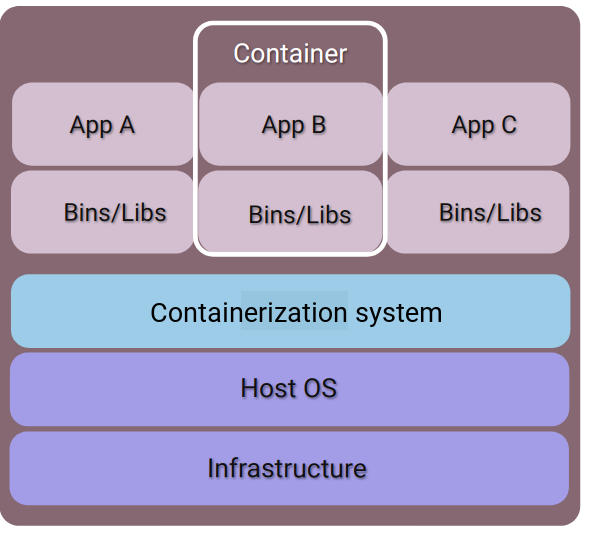 Container
App A
App B
App C
Bins/Libs
Bins/Libs
Bins/Libs
Containerization system
Host OS
Infrastructure